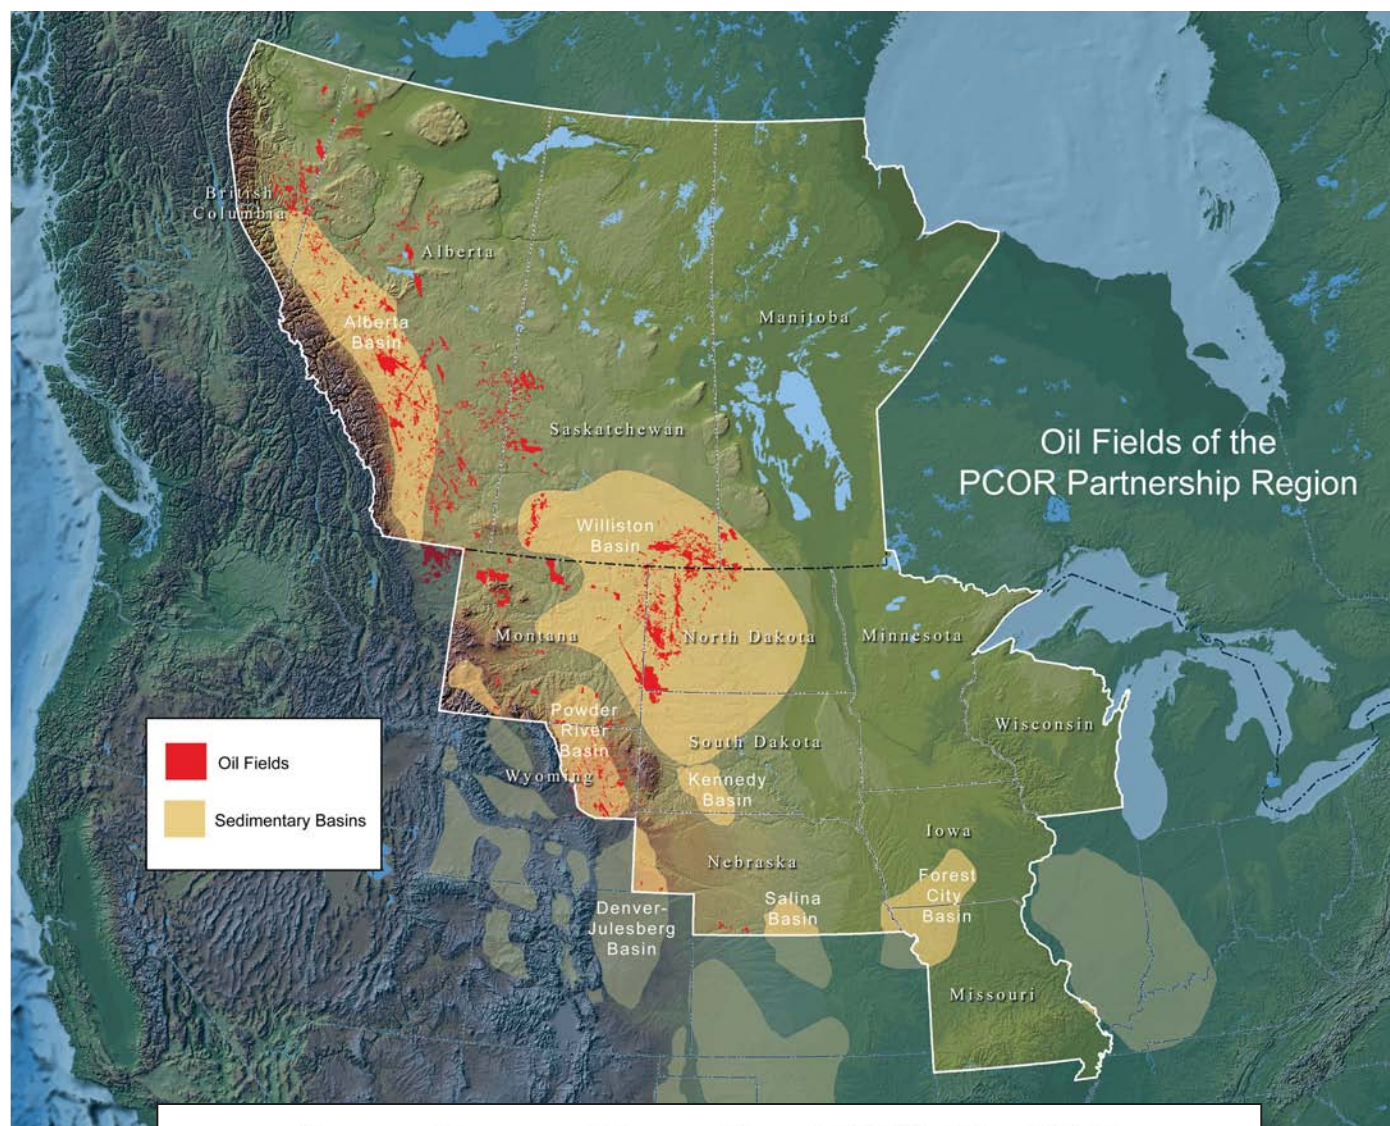 British
Columbia
Alberta
Alberta
Basin
Manitoba
Saskatchewan
Oil Fields of the
PCOR Partnership Region
Williston
Basin
Montana
North Dakota
Minnesota
Powder
River
Basin
Wyoming
South Dakota
Wisconsin
Kennedy
Basin
Oil Fields
Sedimentary Basins
Iowa
Nebraska
Forest
City
Basin
Salina
Basin
Denver-
Julesberg
Basin
Missouri